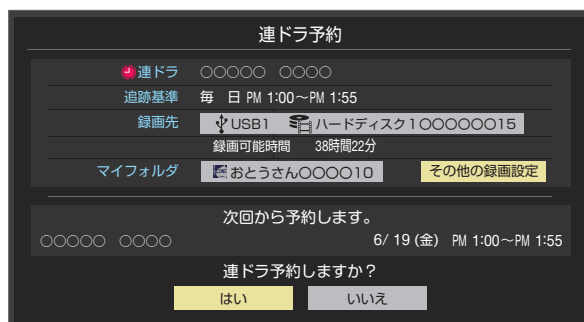 連ドラ予約
連ドラ ○○○○○ ○○○○
追跡基準 毎 日 PM 1:00～PM 1:55
録画先 USB1 ハードディスク1○○○○○○15
録画可能時間 38時間22分
マイフォルダ おとうさん○○○○10 その他の録画設定
次回から予約します。
○○○○○ ○○○○ 6/ 19 (金) PM 1:00～PM 1:55
連ドラ予約しますか？
はい いいえ